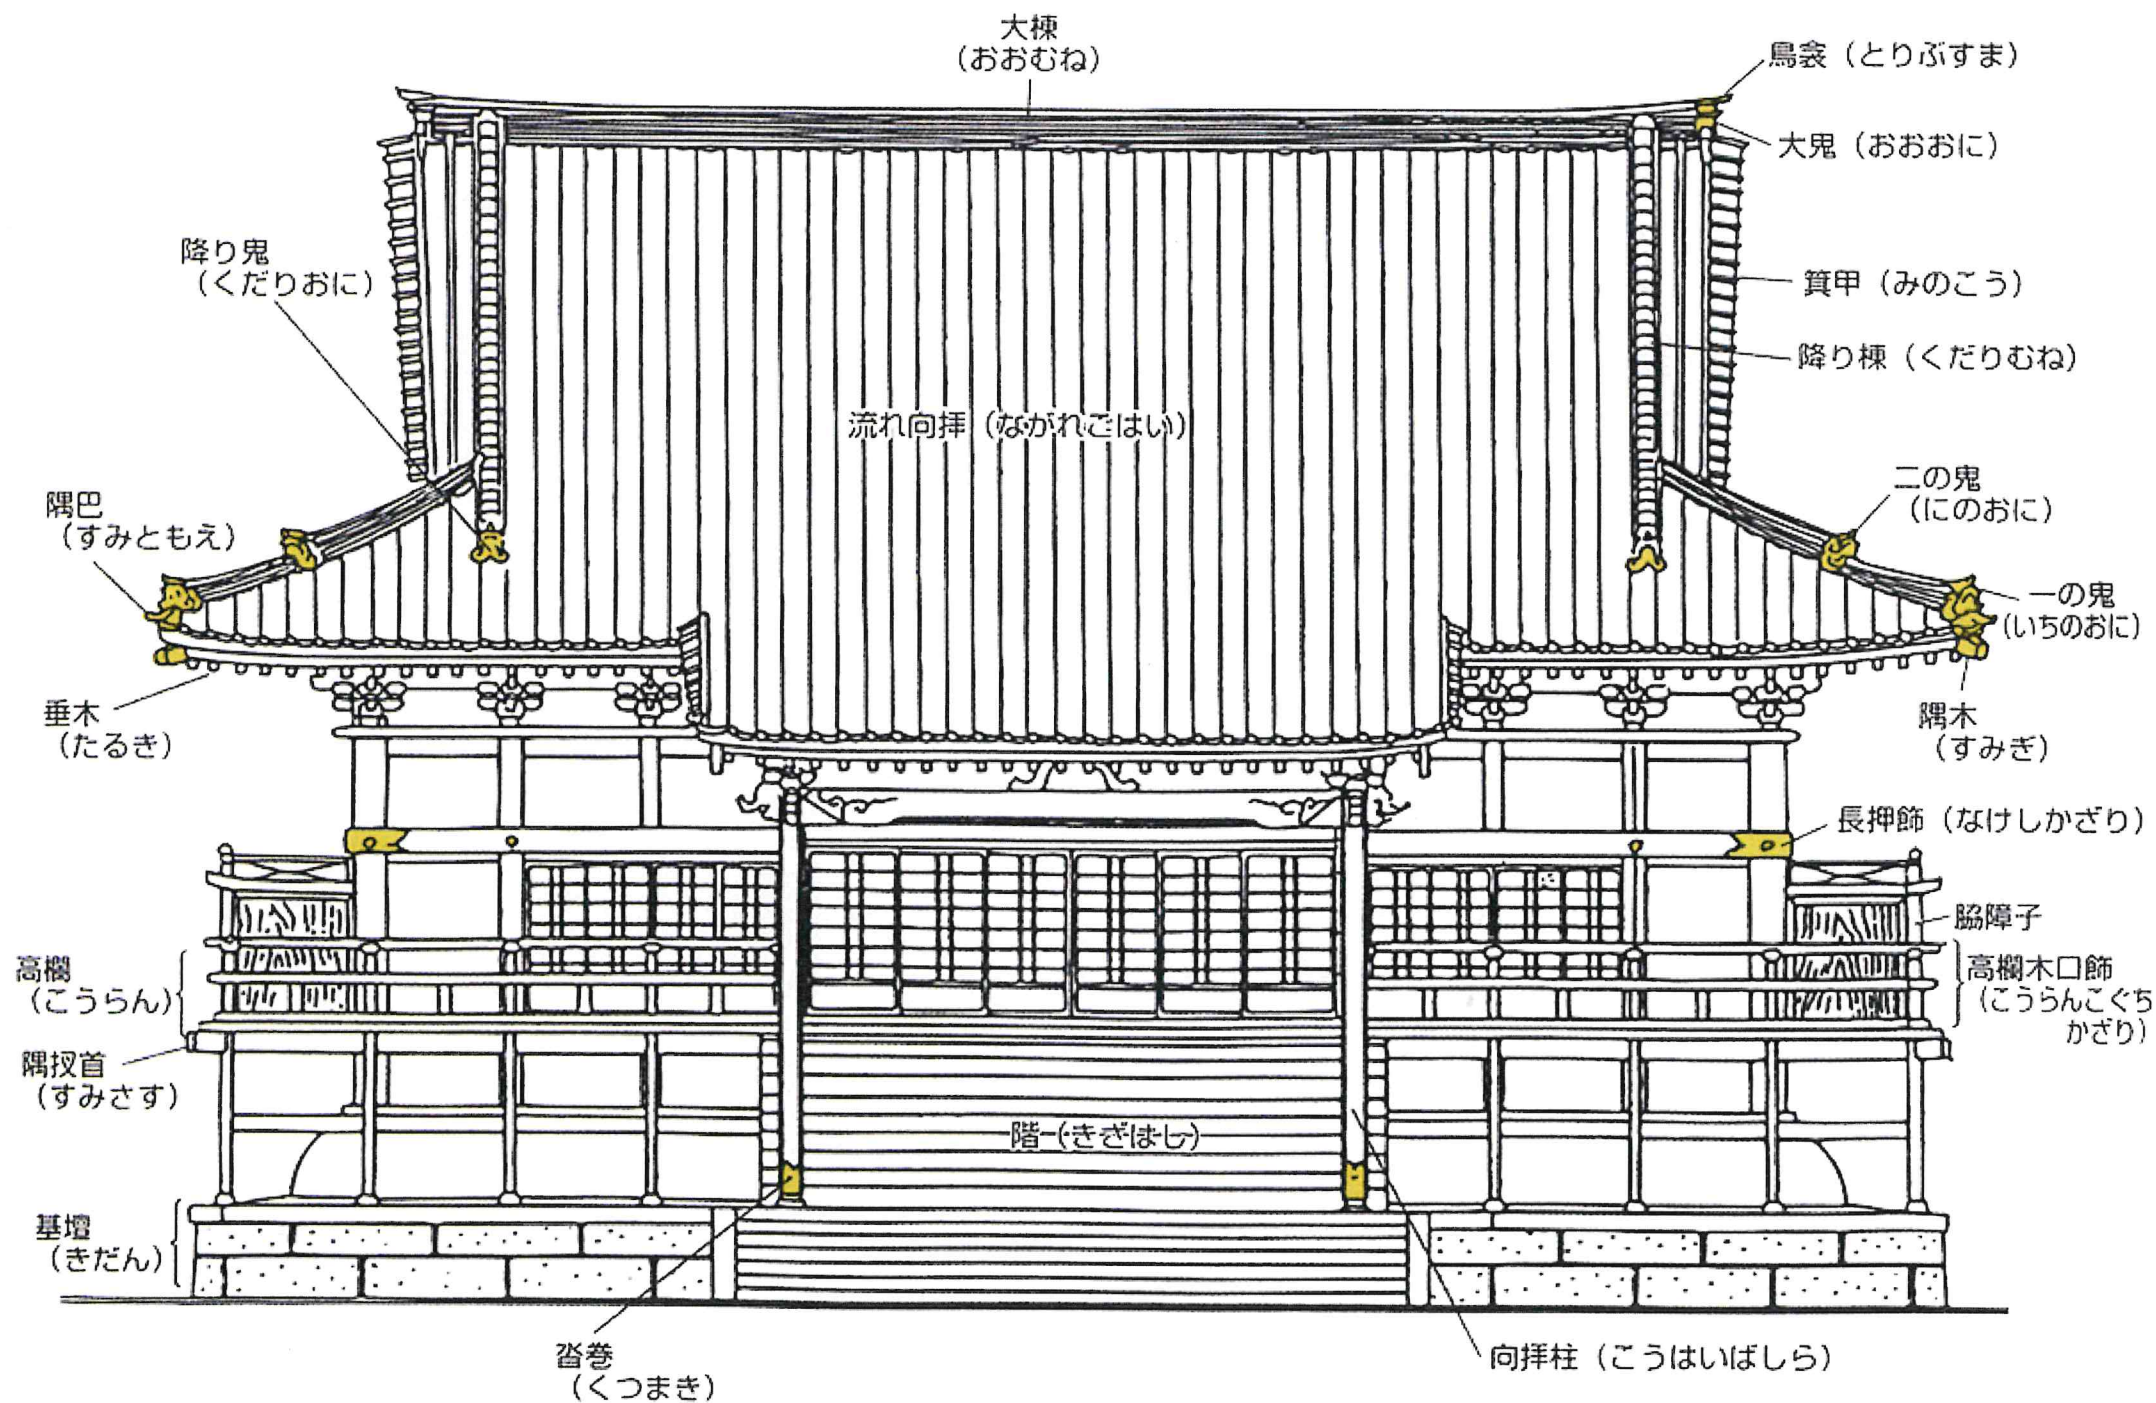 大棟
（おおむね）
鳥衾（とりぶすま）
大鬼（おおおに）
降り鬼
（くだりおに）
箕甲（みのこう）
降り棟（くだりむね）
流れ向拝（ながれごはい）
隅巴
（すみともえ）
二の鬼
（にのおに）
一の鬼
（いちのおに）
垂木
（たるき）
隅木
（すみぎ）
長押飾（なけしかざり）
脇障子
高欄
（こうらん）
高欄木口飾
（こうらんこぐち
かざり）
隅扠首
（すみさす）
階（きざはし）
基壇
（きだん）
沓巻
（くつまき）
向拝柱（こうはいばしら）